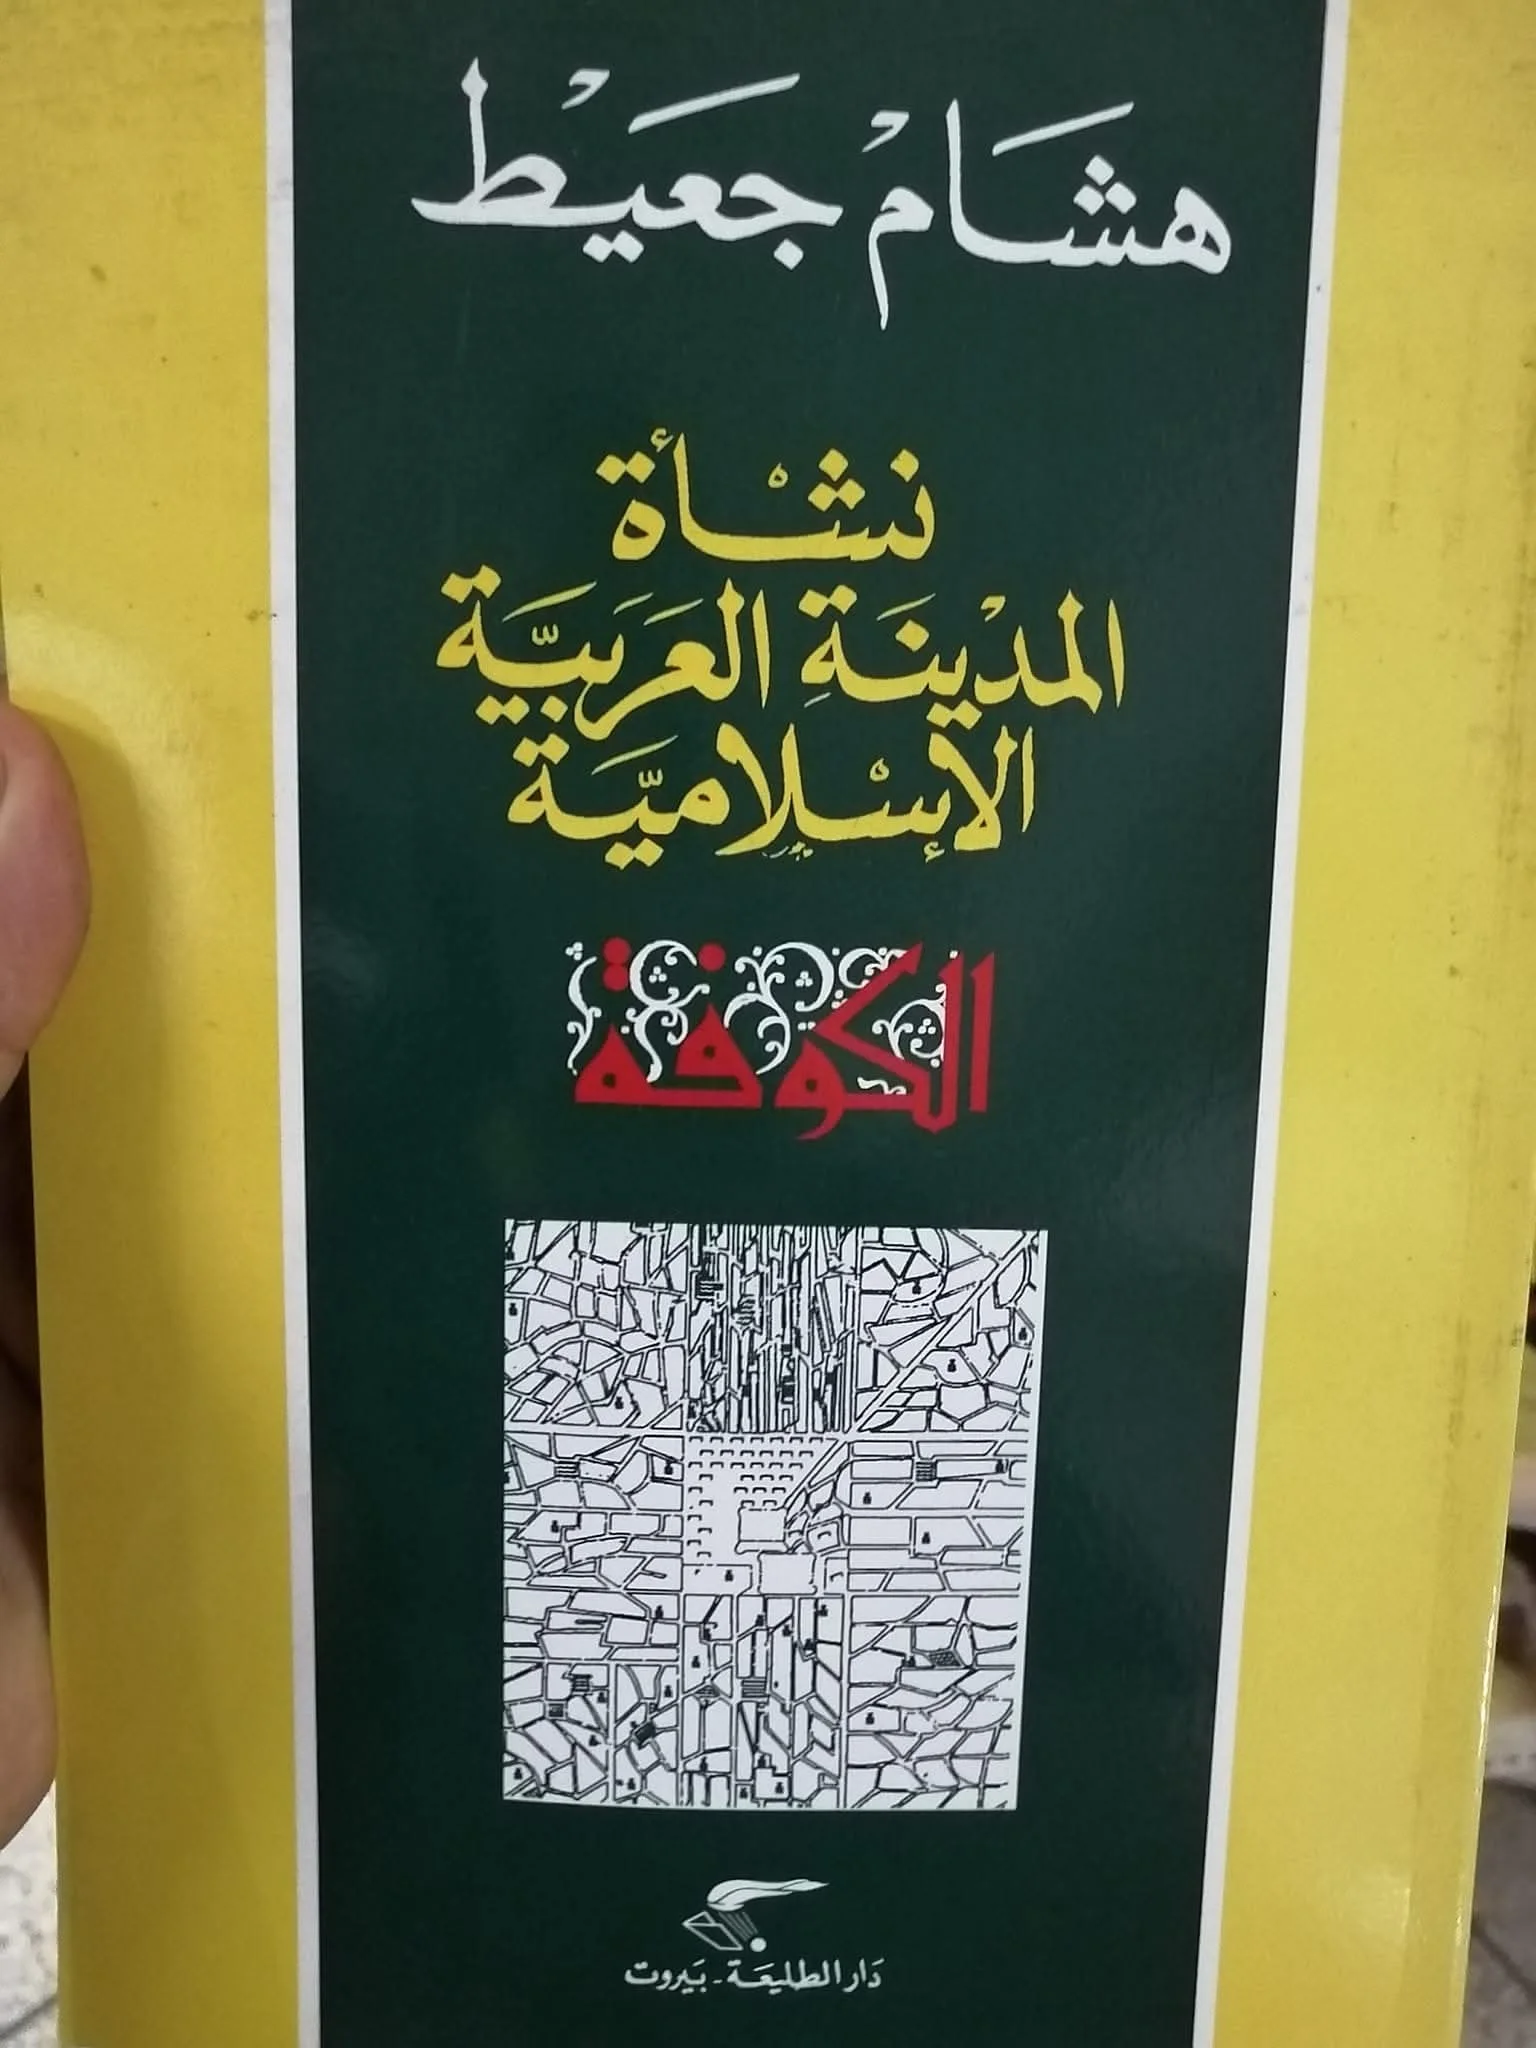 هشام جعيط
نشأة
المدينة العربية
الإسلامية
الكوفة
دار الطليعة - بيروت